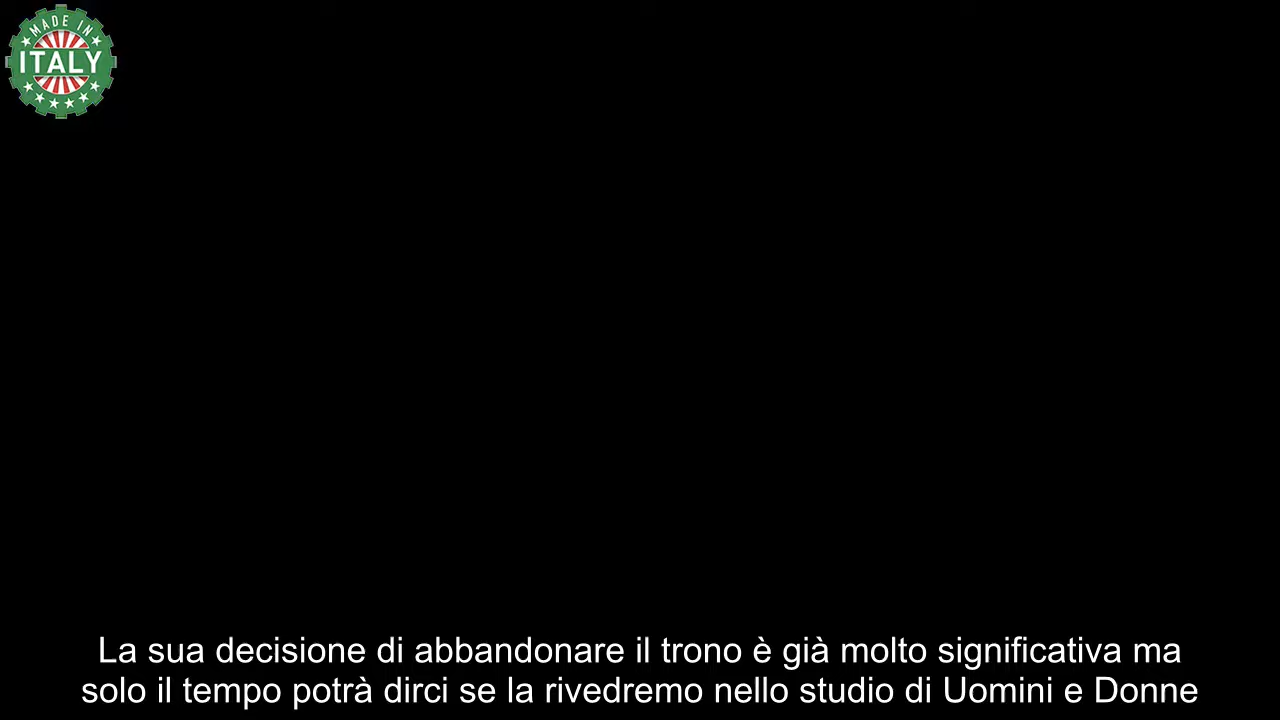 MADE IN
ITALY
La sua decisione di abbandonare il trono è già molto significativa ma
solo il tempo potrà dirci se la rivedremo nello studio di Uomini e Donne